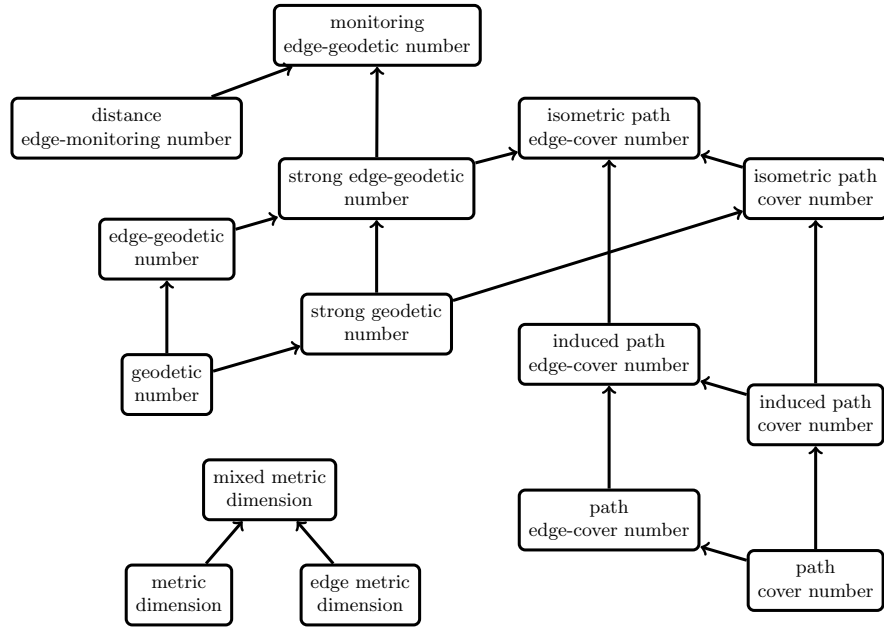 monitoring
edge-geodetic number
distance
edge-monitoring number
isometric path
edge-cover number
strong edge-geodetic
number
isometric path
cover number
edge-geodetic
number
strong geodetic
number
induced path
edge-cover number
geodetic
number
induced path
cover number
mixed metric
dimension
path
edge-cover number
metric
dimension
edge metric
dimension
path
cover number